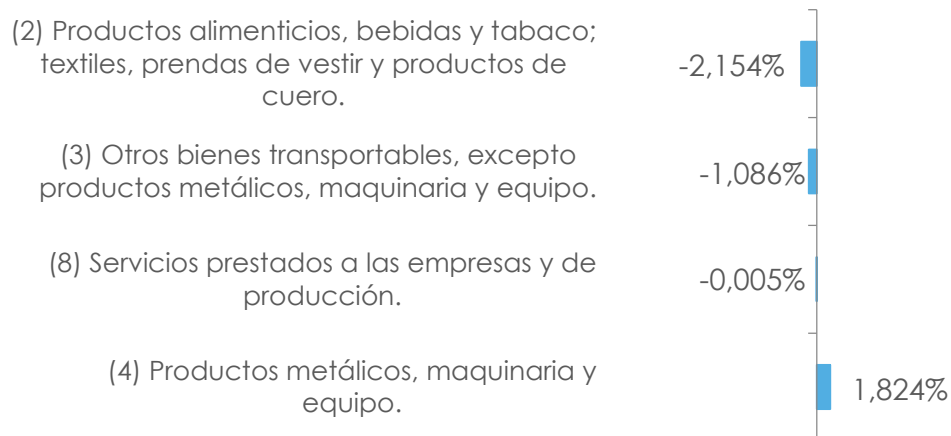 (2) Productos alimenticios, bebidas y tabaco;
textiles, prendas de vestir y productos de
cuero.
-2,154%
(3) Otros bienes transportables, excepto
productos metálicos, maquinaria y equipo.
-1,086%
(8) Servicios prestados a las empresas y de
producción.
-0,005%
(4) Productos metálicos, maquinaria y
equipo.
1,824%